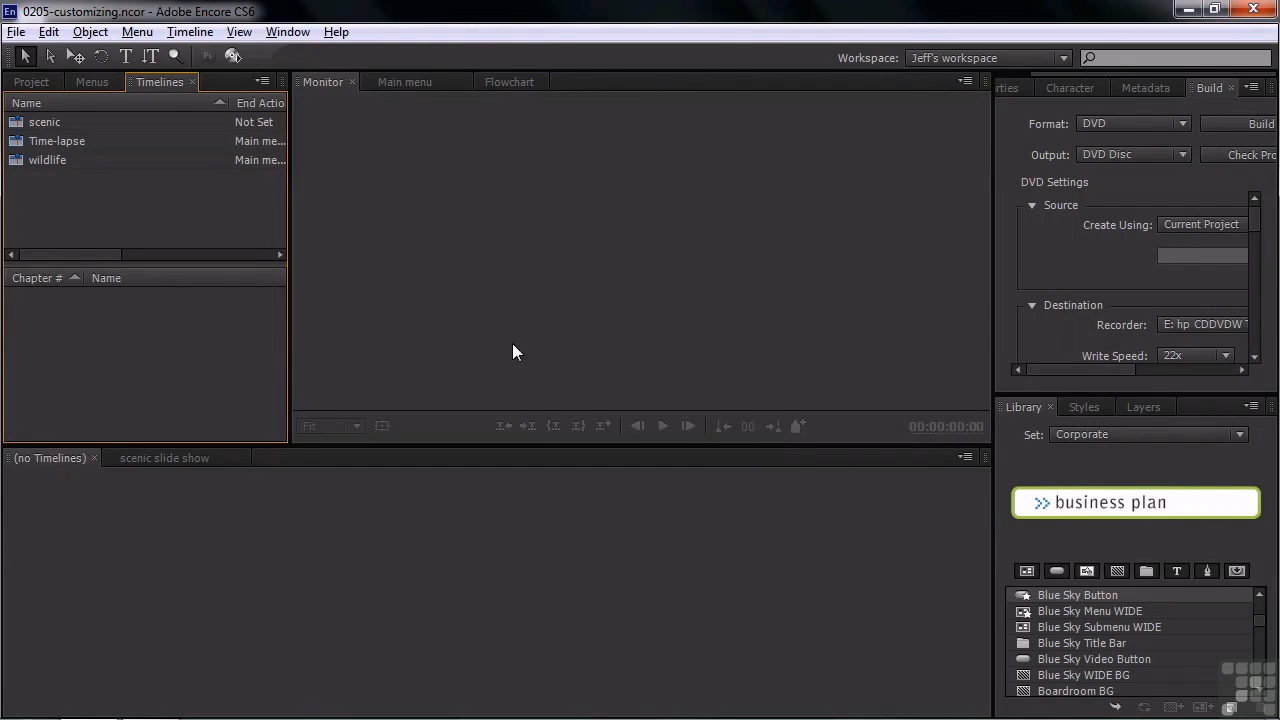 En 0205-customizing.ncor - Adobe Encore CS6
File Edit Object Menu Timeline View Window Help
Workspace: Jeff's workspace
Project Menus Timelines
Monitor Main menu Flowchart
rties Character Metadata Build
Name End Actio
scenic Not Set
Time-lapse Main me...
wildlife Main me...
Format: DVD Build
Output: DVD Disc Check Pro
DVD Settings
Source
Create Using: Current Project
Chapter # Name
Destination
Recorder: E: hp CDDVDW T
Write Speed: 22x
Library Styles Layers
Fit 00 00:00:00:00
Set: Corporate
(no Timelines) scenic slide show
>> business plan
T
Blue Sky Button
Blue Sky Menu WIDE
Blue Sky Submenu WIDE
Blue Sky Title Bar
Blue Sky Video Button
Blue Sky WIDE BG
Boardroom BG